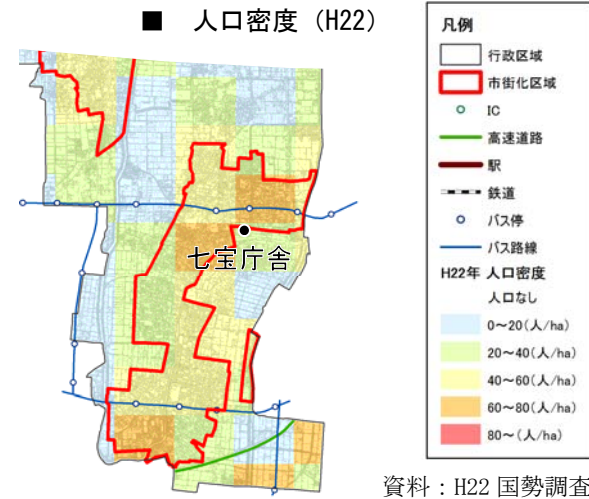 ■ 人口密度（H22）
七宝庁舎
凡例
行政区域
市街化区域
IC
高速道路
駅
鉄道
バス停
バス路線
H22年 人口密度
人口なし
0～20(人/ha)
20～40(人/ha)
40～60(人/ha)
60～80(人/ha)
80～(人/ha)
資料：H22 国勢調査